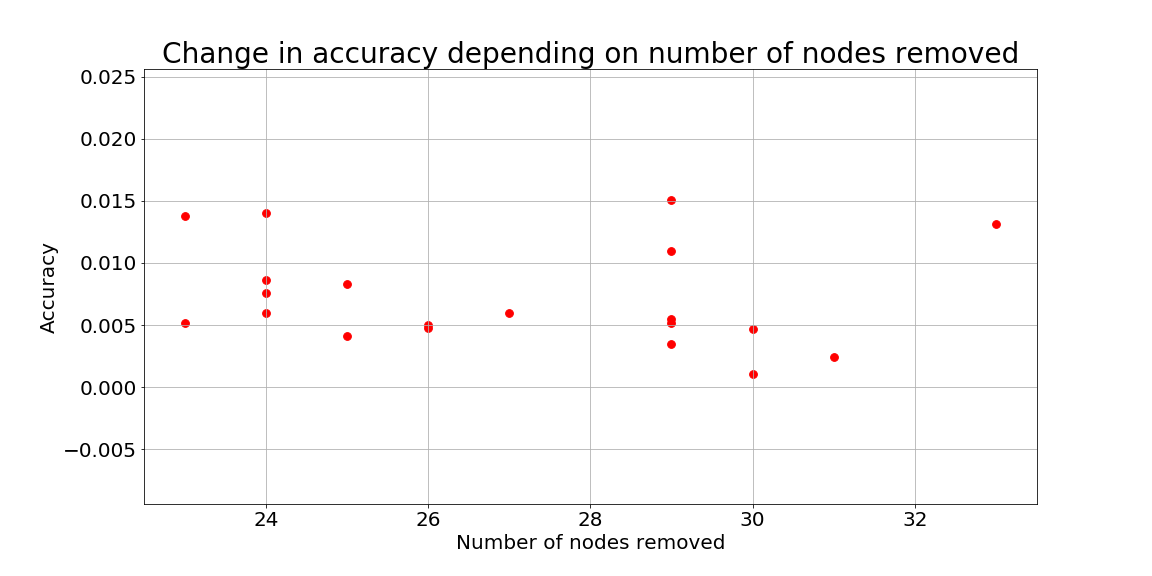 Change in accuracy depending on number of nodes removed
0.025
0.020
0.015
0.010
0.005
0.000
−0.005
Accuracy
24 26 28 30 32
Number of nodes removed